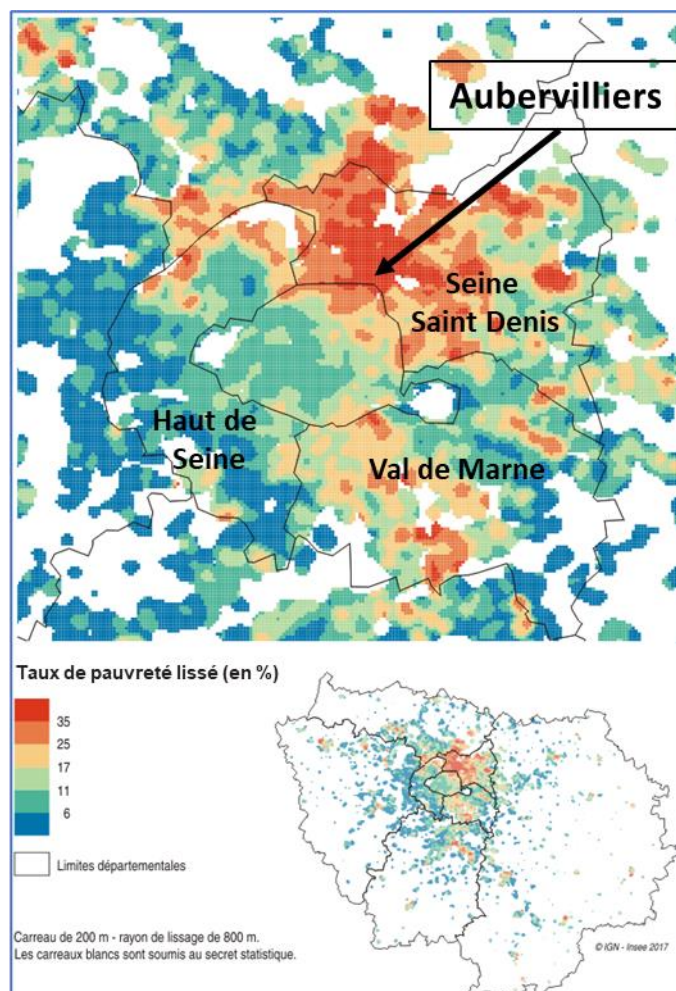 Aubervilliers
Seine
Saint Denis
Haut de
Seine
Val de Marne
Taux de pauvreté lissé (en %)
35
25
17
11
6
Limites départementales
Carreau de 200 m - rayon de lissage de 800 m.
Les carreaux blancs sont soumis au secret statistique.
© IGN - Insee 2017